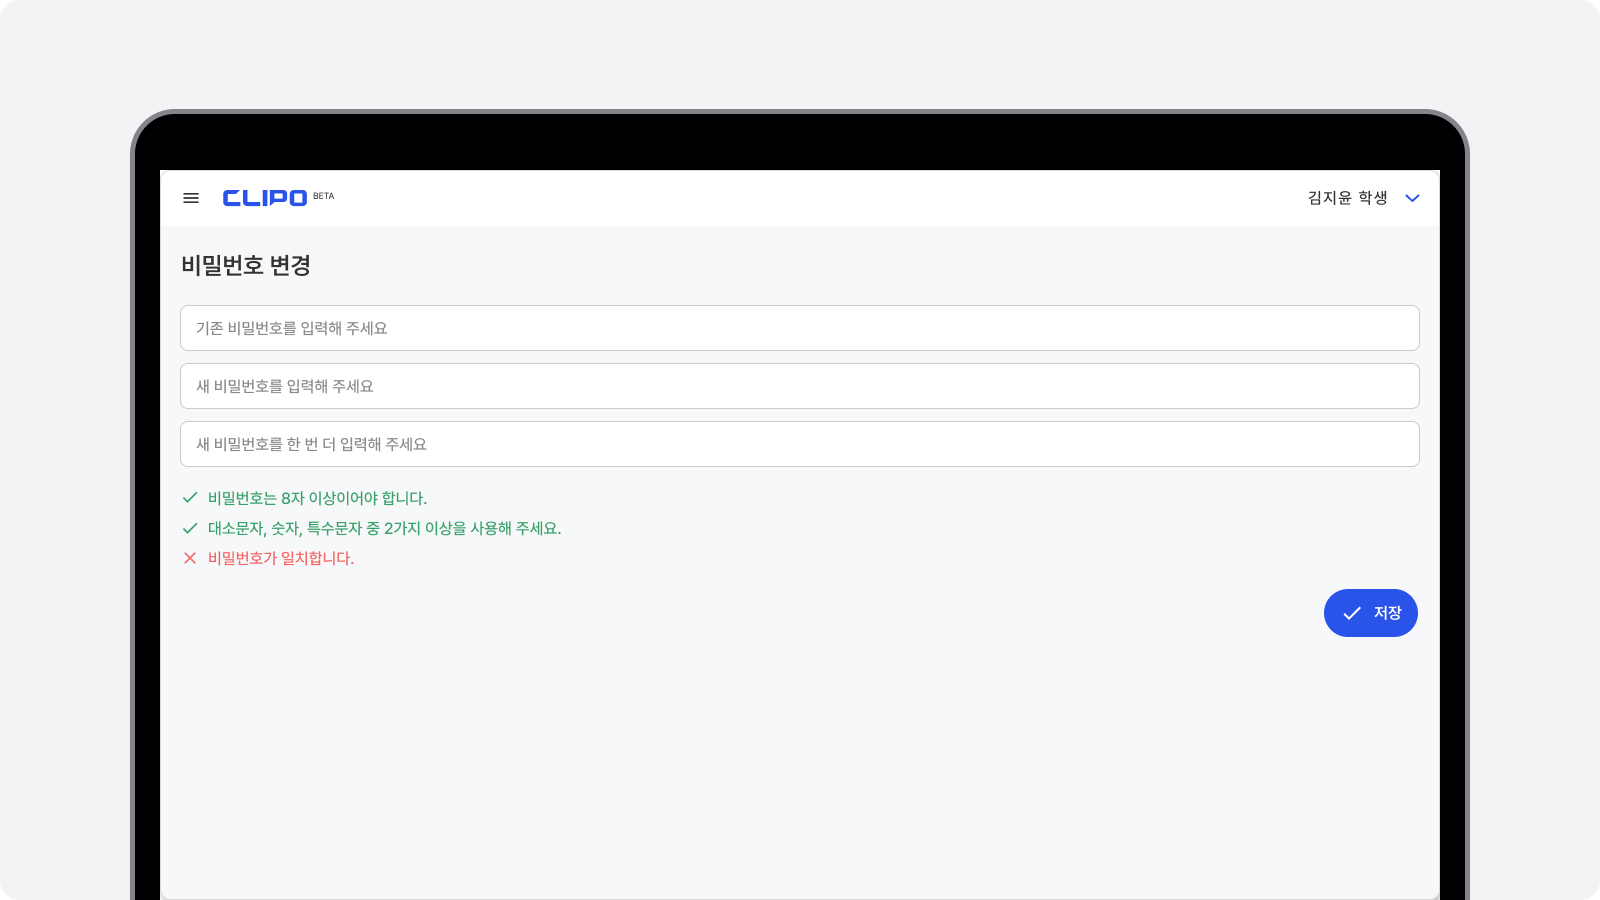 CLIPO BETA
김지윤 학생
비밀번호 변경
기존 비밀번호를 입력해 주세요
새 비밀번호를 입력해 주세요
새 비밀번호를 한 번 더 입력해 주세요
비밀번호는 8자 이상이어야 합니다.
대소문자, 숫자, 특수문자 중 2가지 이상을 사용해 주세요.
비밀번호가 일치합니다.
저장